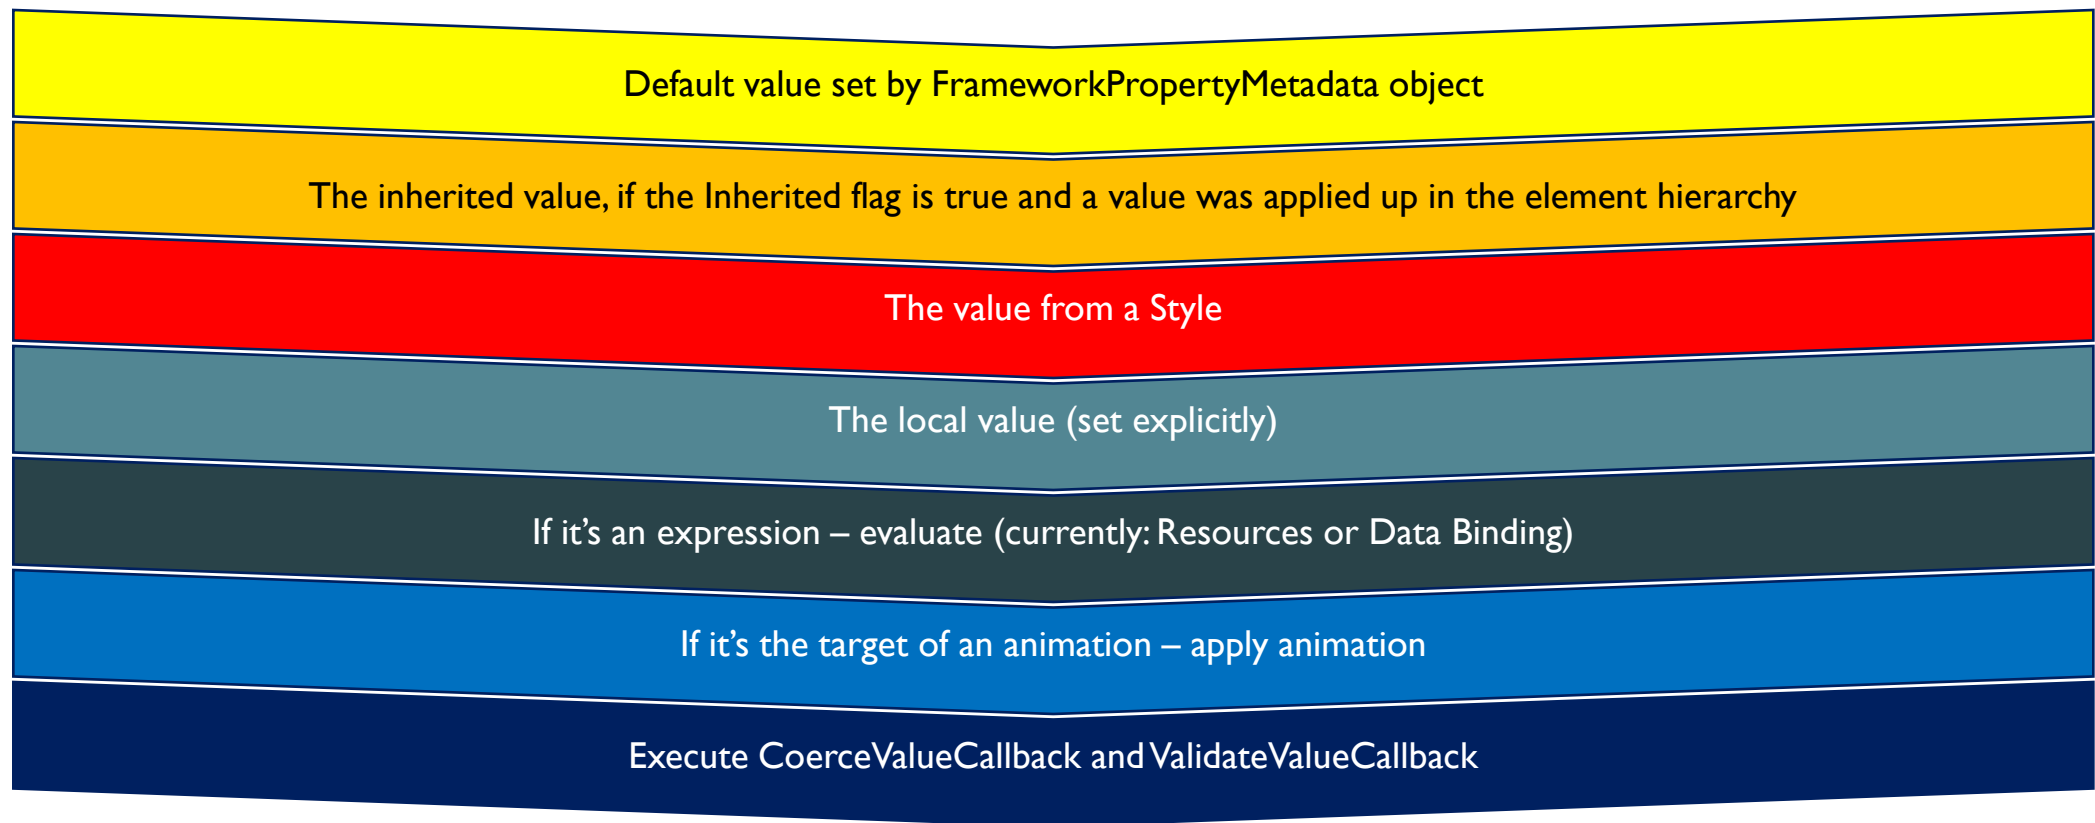 Default value set by FrameworkPropertyMetadata object
The inherited value, if the Inherited flag is true and a value was applied up in the element hierarchy
The value from a Style
The local value (set explicitly)
If it’s an expression – evaluate (currently: Resources or Data Binding)
If it’s the target of an animation – apply animation
Execute CoerceValueCallback and ValidateValueCallback